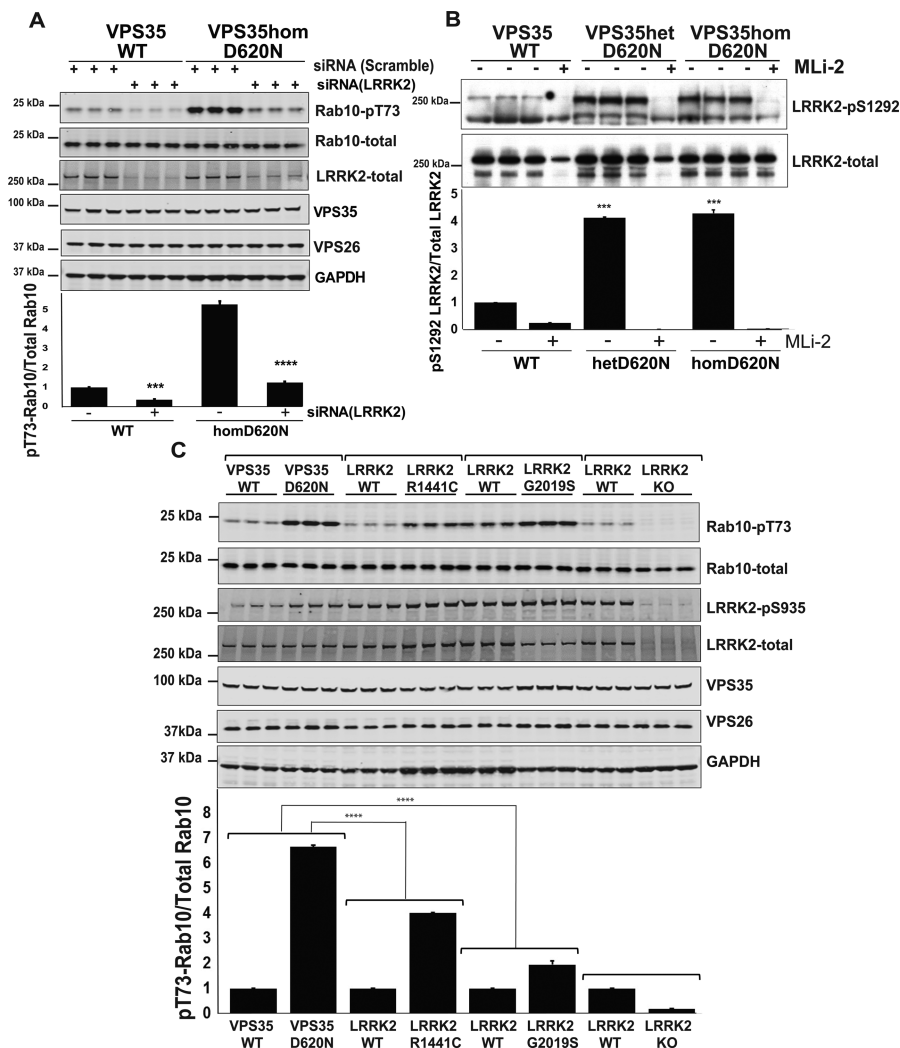 A
VPS35 WT
VPS35hom D620N
+ + + + + + siRNA (Scramble)
+ + + + + + siRNA(LRRK2)
25 kDa Rab10-pT73
25 kDa Rab10-total
250 kDa LRRK2-total
100 kDa VPS35
37 kDa VPS26
37 kDa GAPDH
pT73-Rab10/Total Rab10
5
4
3
2
1
0
***
****
- + - + siRNA(LRRK2)
WT homD620N
B
VPS35 WT
VPS35het D620N
VPS35hom D620N
- - - + - - - + - - - + MLi-2
250 kDa LRRK2-pS1292
250 kDa LRRK2-total
pS1292 LRRK2/Total LRRK2
5
4
3
2
1
0
***
***
- + - + - + MLi-2
WT hetD620N homD620N
C
VPS35 WT
VPS35 D620N
LRRK2 WT
LRRK2 R1441C
LRRK2 WT
LRRK2 G2019S
LRRK2 WT
LRRK2 KO
25 kDa Rab10-pT73
25 kDa Rab10-total
250 kDa LRRK2-pS935
250 kDa LRRK2-total
100 kDa VPS35
37kDa VPS26
37 kDa GAPDH
pT73-Rab10/Total Rab10
8
7
6
5
4
3
2
1
0
****
****
VPS35 WT
VPS35 D620N
LRRK2 WT
LRRK2 R1441C
LRRK2 WT
LRRK2 G2019S
LRRK2 WT
LRRK2 KO